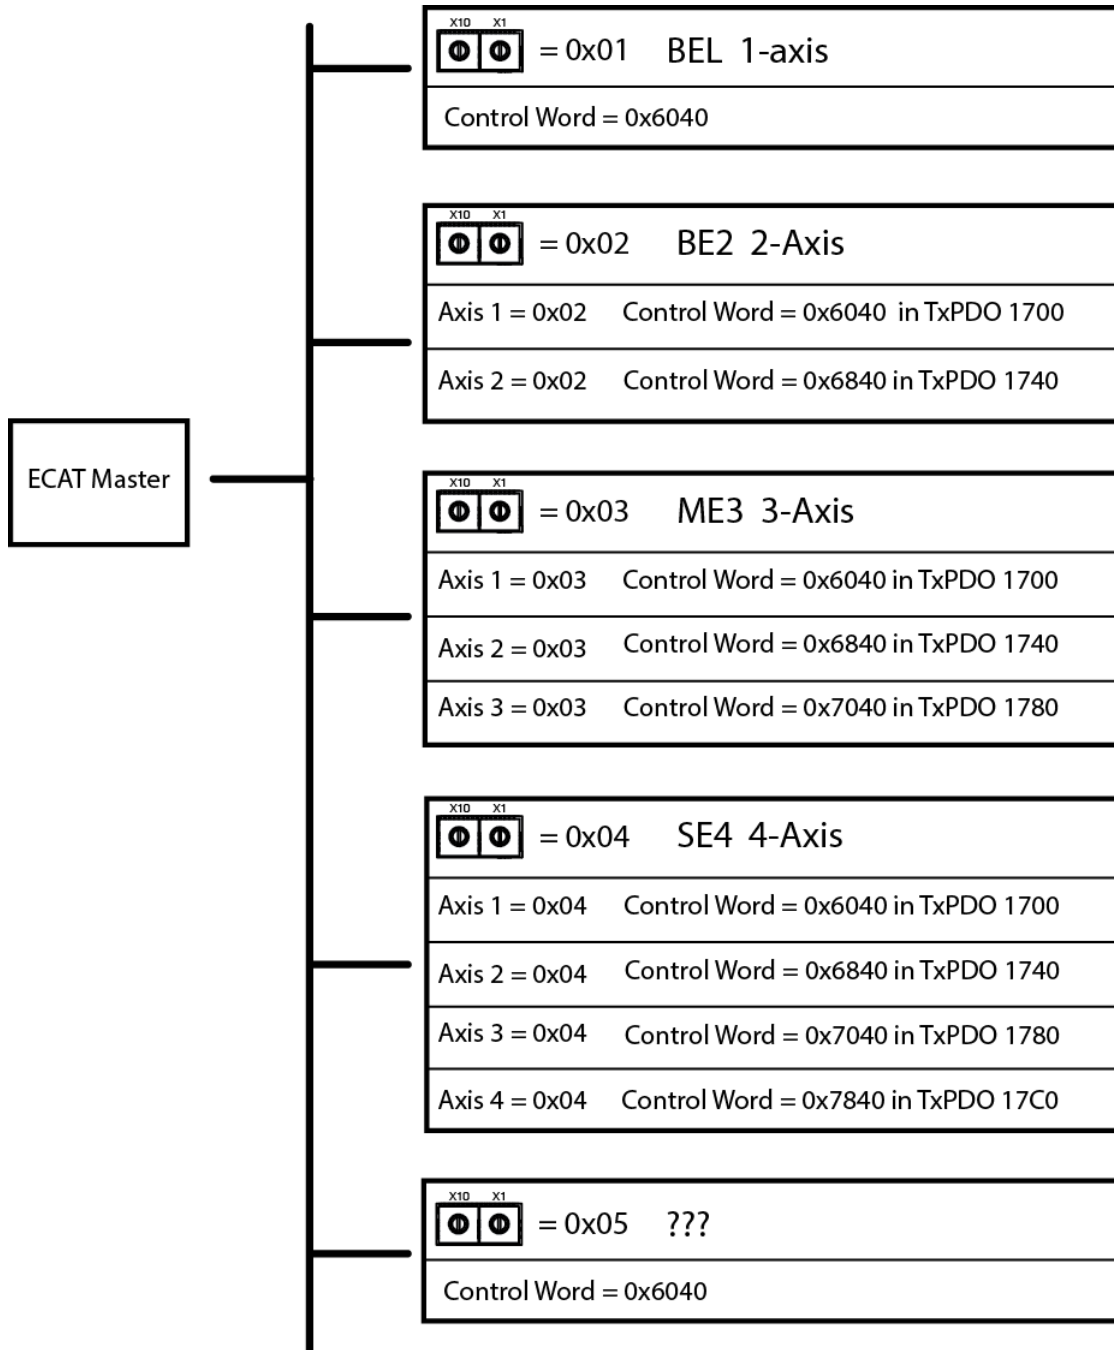 X10 X1
= 0x01 BEL 1-axis
Control Word = 0x6040
X10 X1
= 0x02 BE2 2-Axis
Axis 1 = 0x02 Control Word = 0x6040 in TxPDO 1700
Axis 2 = 0x02 Control Word = 0x6840 in TxPDO 1740
ECAT Master
X10 X1
= 0x03 ME3 3-Axis
Axis 1 = 0x03 Control Word = 0x6040 in TxPDO 1700
Axis 2 = 0x03 Control Word = 0x6840 in TxPDO 1740
Axis 3 = 0x03 Control Word = 0x7040 in TxPDO 1780
X10 X1
= 0x04 SE4 4-Axis
Axis 1 = 0x04 Control Word = 0x6040 in TxPDO 1700
Axis 2 = 0x04 Control Word = 0x6840 in TxPDO 1740
Axis 3 = 0x04 Control Word = 0x7040 in TxPDO 1780
Axis 4 = 0x04 Control Word = 0x7840 in TxPDO 17C0
X10 X1
= 0x05 ???
Control Word = 0x6040